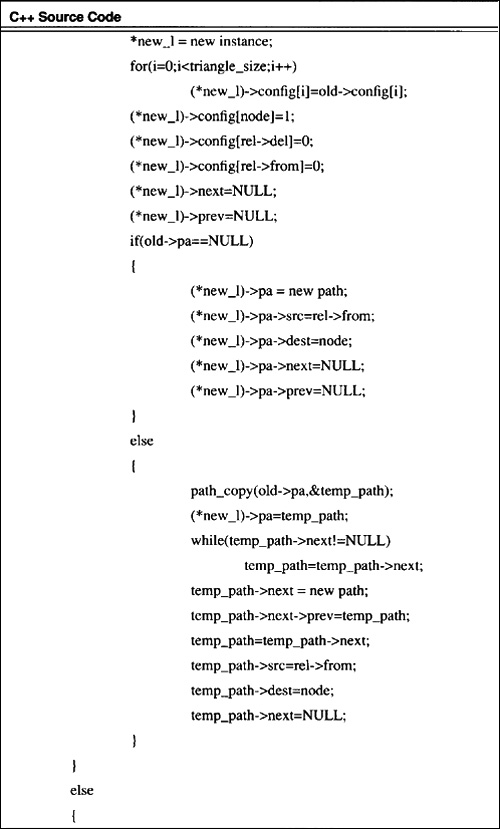 C++ Source Code
*new_l = new instance;
for(i=0;i<triangle_size;i++)
(*new_l)->config[i]=old->config[i];
(*new_l)->config[node]=1;
(*new_l)->config[rel->del]=0;
(*new_l)->config[rel->from]=0;
(*new_l)->next=NULL;
(*new_l)->prev=NULL;
if(old->pa==NULL)
{
(*new_l)->pa = new path;
(*new_l)->pa->src=rel->from;
(*new_l)->pa->dest=node;
(*new_l)->pa->next=NULL;
(*new_l)->pa->prev=NULL;
}
else
{
path_copy(old->pa,&temp_path);
(*new_l)->pa=temp_path;
while(temp_path->next!=NULL)
temp_path=temp_path->next;
temp_path->next = new path;
temp_path->next->prev=temp_path;
temp_path=temp_path->next;
temp_path->src=rel->from;
temp_path->dest=node;
temp_path->next=NULL;
}
}
else
{